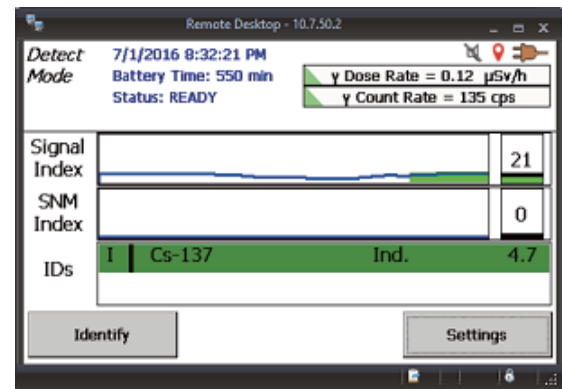 Remote Desktop - 10.7.50.2
Detect
Mode
7/1/2016 8:32:21 PM
Battery Time: 550 min
Status: READY
γ Dose Rate = 0.12 µSv/h
γ Count Rate = 135 cps
Signal
Index
21
SNM
Index
0
IDs
I Cs-137 Ind. 4.7
Identify
Settings